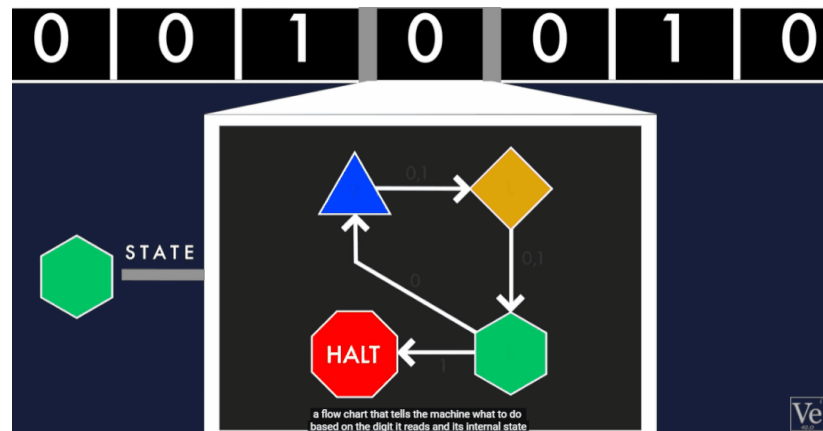 0 0 1 0 0 1 0
0,1
STATE
0,1
0
HALT
1
a flow chart that tells the machine what to do
based on the digit it reads and its internal state
Ve